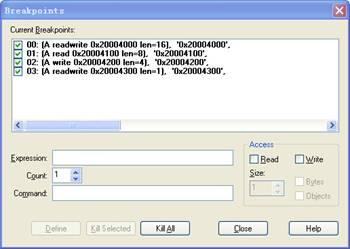 Breakpoints
Current Breakpoints:
00: (A readwrite 0x20004000 len=16), '0x20004000',
01: (A read 0x20004100 len=8), '0x20004100',
02: (A write 0x20004200 len=4), '0x20004200',
03: (A readwrite 0x20004300 len=1), '0x20004300',
Access
Expression:
Read
Write
Count:
1
Size:
1
Bytes
Objects
Command:
Define
Kill Selected
Kill All
Close
Help